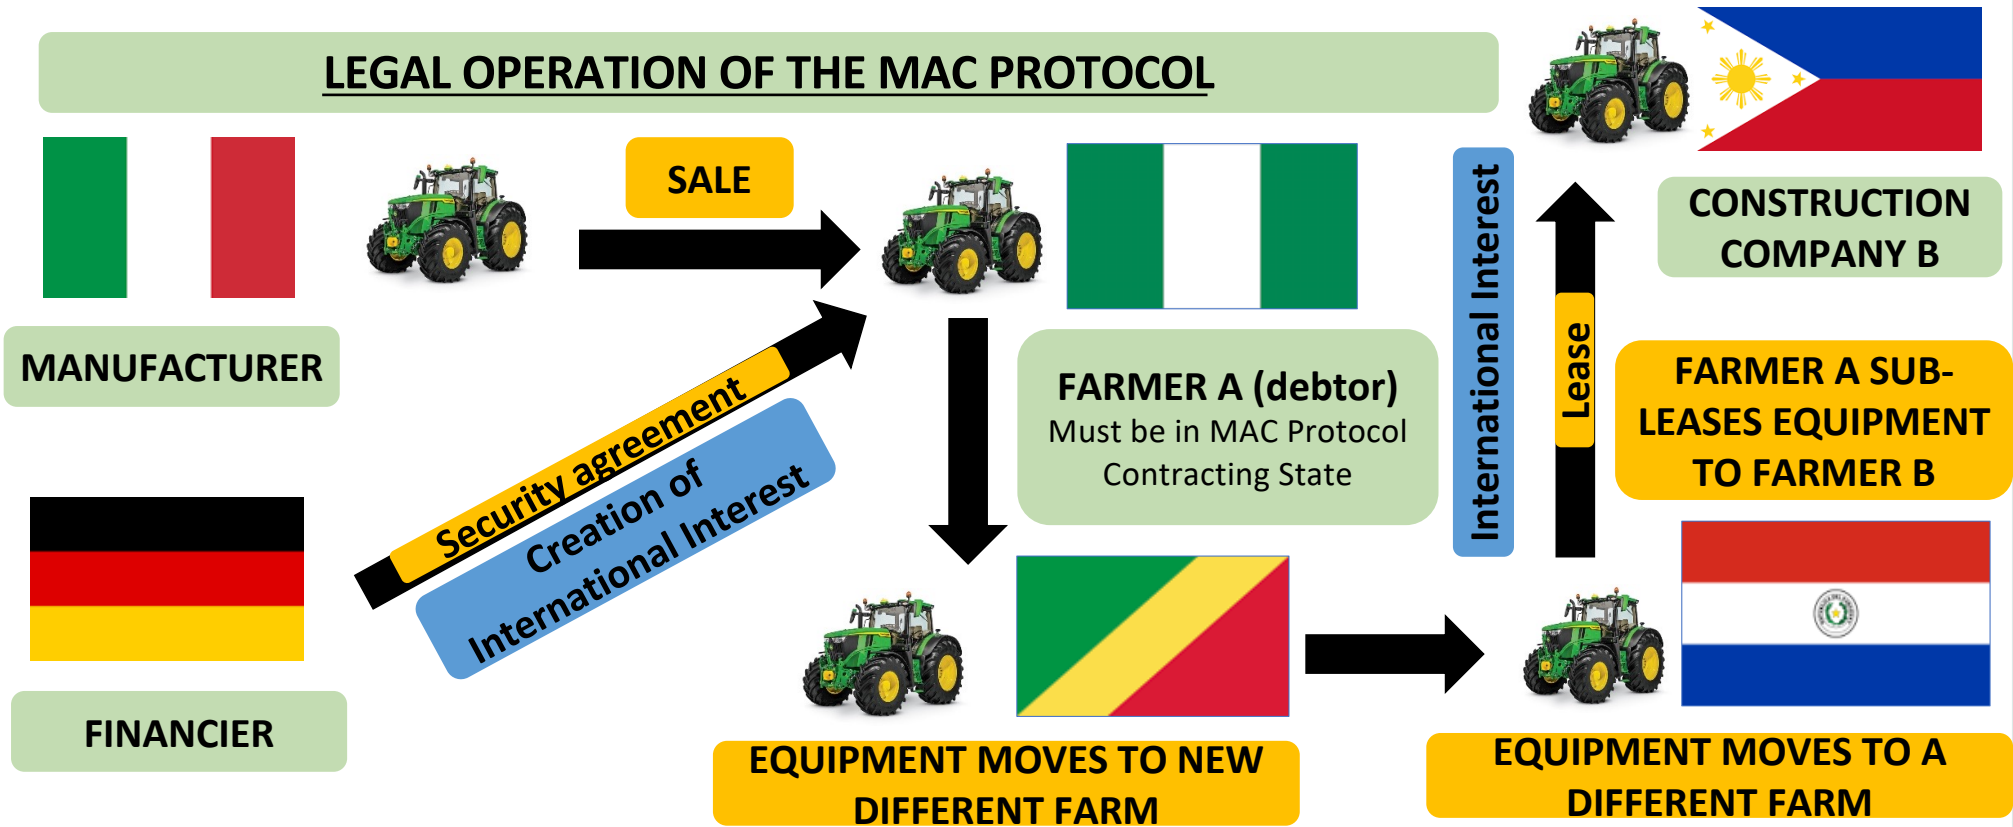 LEGAL OPERATION OF THE MAC PROTOCOL
SALE
MANUFACTURER
Security agreement
Creation of
International Interest
FINANCIER
FARMER A (debtor)
Must be in MAC Protocol
Contracting State
EQUIPMENT MOVES TO NEW
DIFFERENT FARM
International Interest
Lease
CONSTRUCTION
COMPANY B
FARMER A SUB-
LEASES EQUIPMENT
TO FARMER B
EQUIPMENT MOVES TO A
DIFFERENT FARM